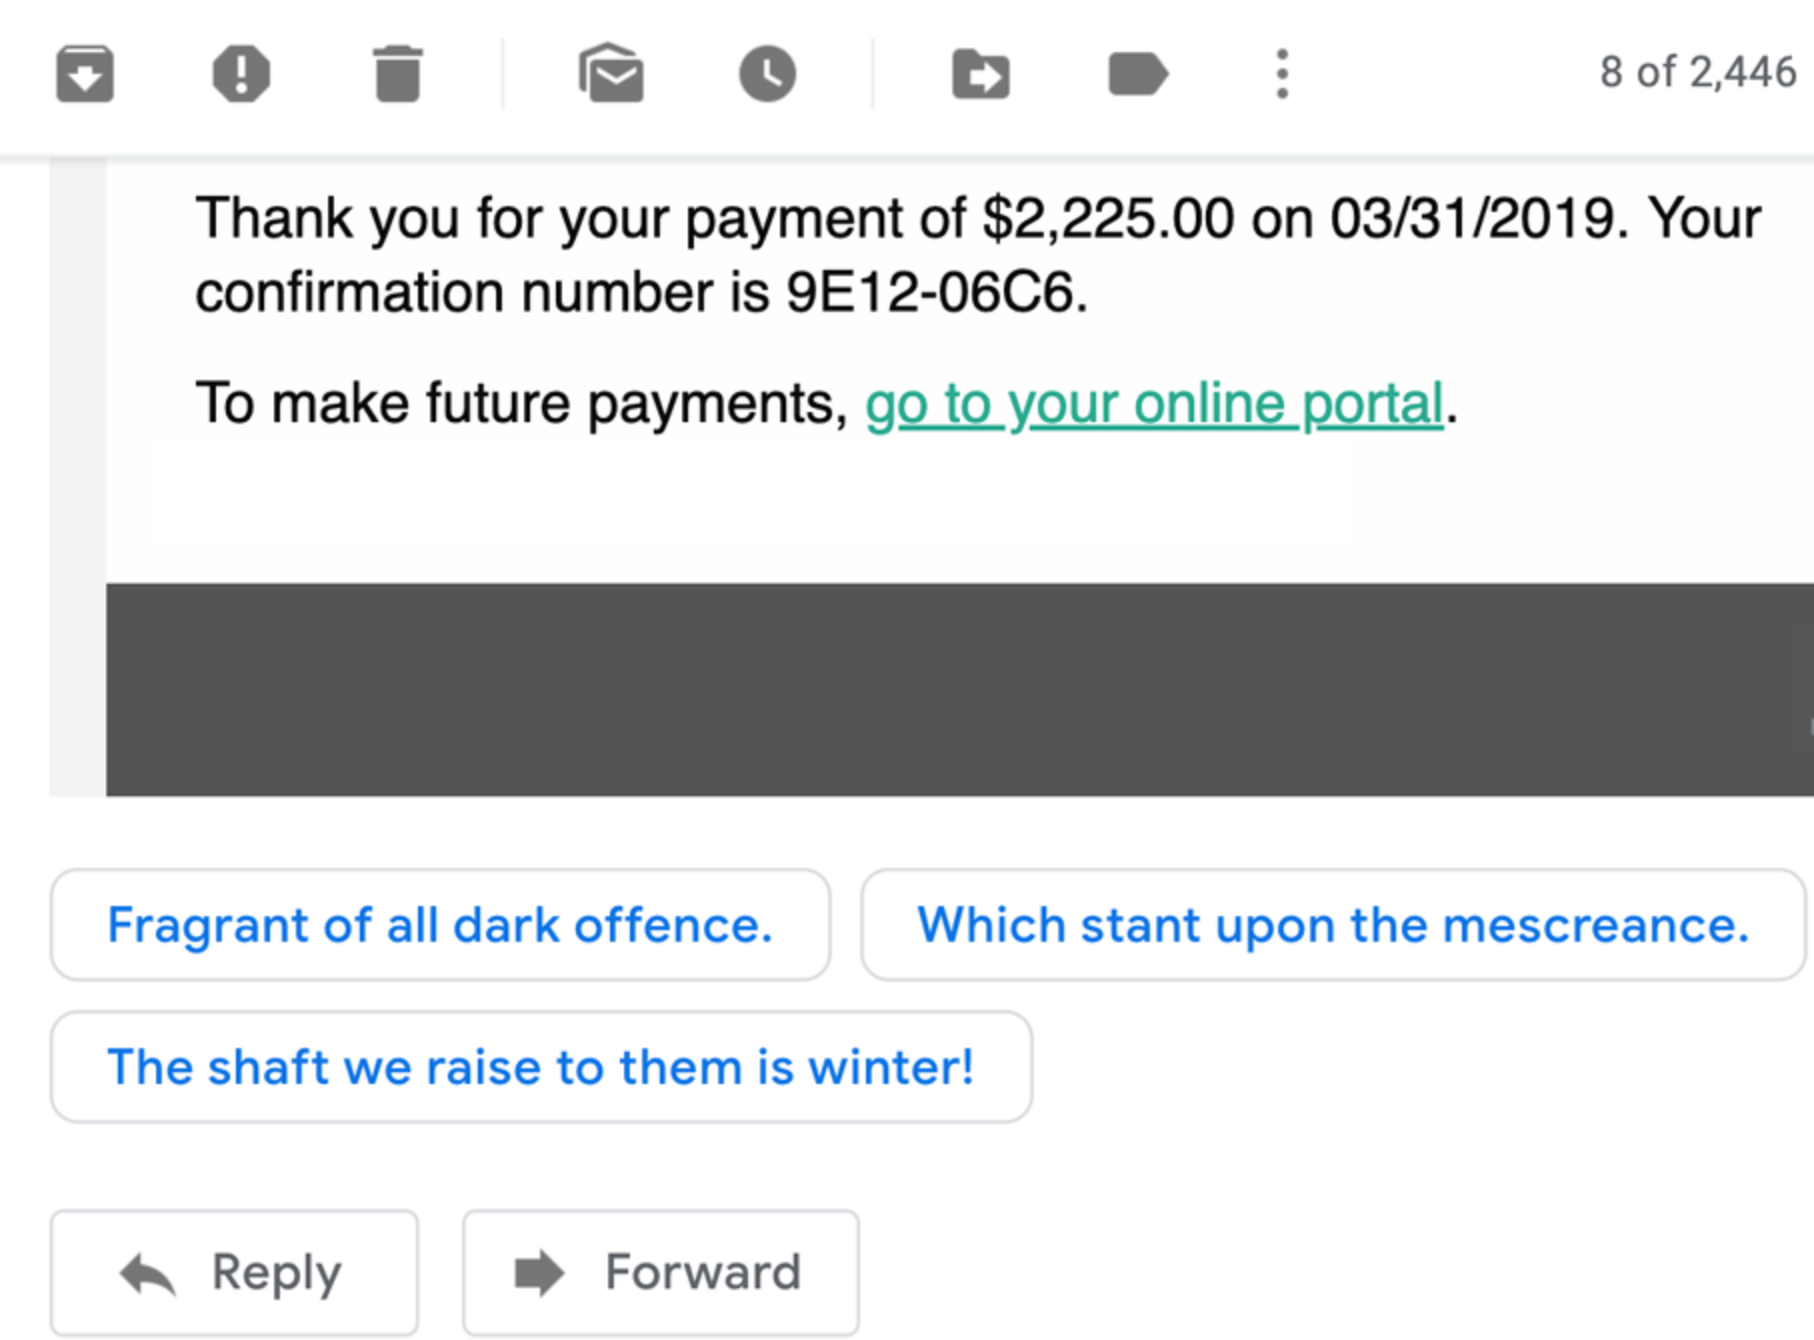 8 of 2,446
Thank you for your payment of $2,225.00 on 03/31/2019. Your
confirmation number is 9E12-06C6.
To make future payments, go to your online portal.
Fragrant of all dark offence.
Which stant upon the mescreance.
The shaft we raise to them is winter!
Reply
Forward